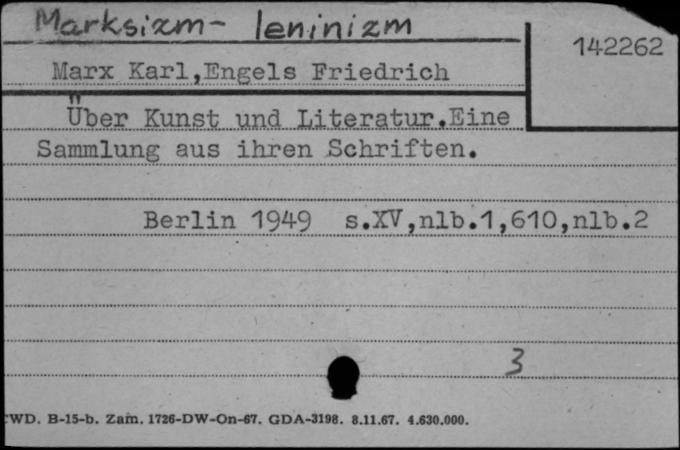 Marksizm- leninizm
142262
Marx Karl,Engels Friedrich
Über Kunst und Literatur.Eine
Sammlung aus ihren Schriften.
Berlin 1949 s.XV,nlb.1,610,nlb.2
3
CWD. B-15-b. Zam. 1726-DW-On-67. GDA-3198. 8.11.67. 4.630.000.